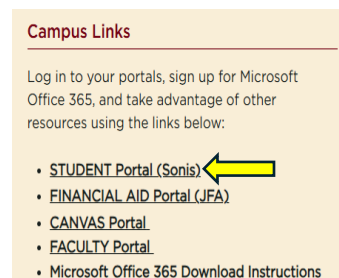 Campus Links
Log in to your portals, sign up for Microsoft
Office 365, and take advantage of other
resources using the links below:
• STUDENT Portal (Sonis)
• FINANCIAL AID Portal (JFA)
• CANVAS Portal
• FACULTY Portal
• Microsoft Office 365 Download Instructions